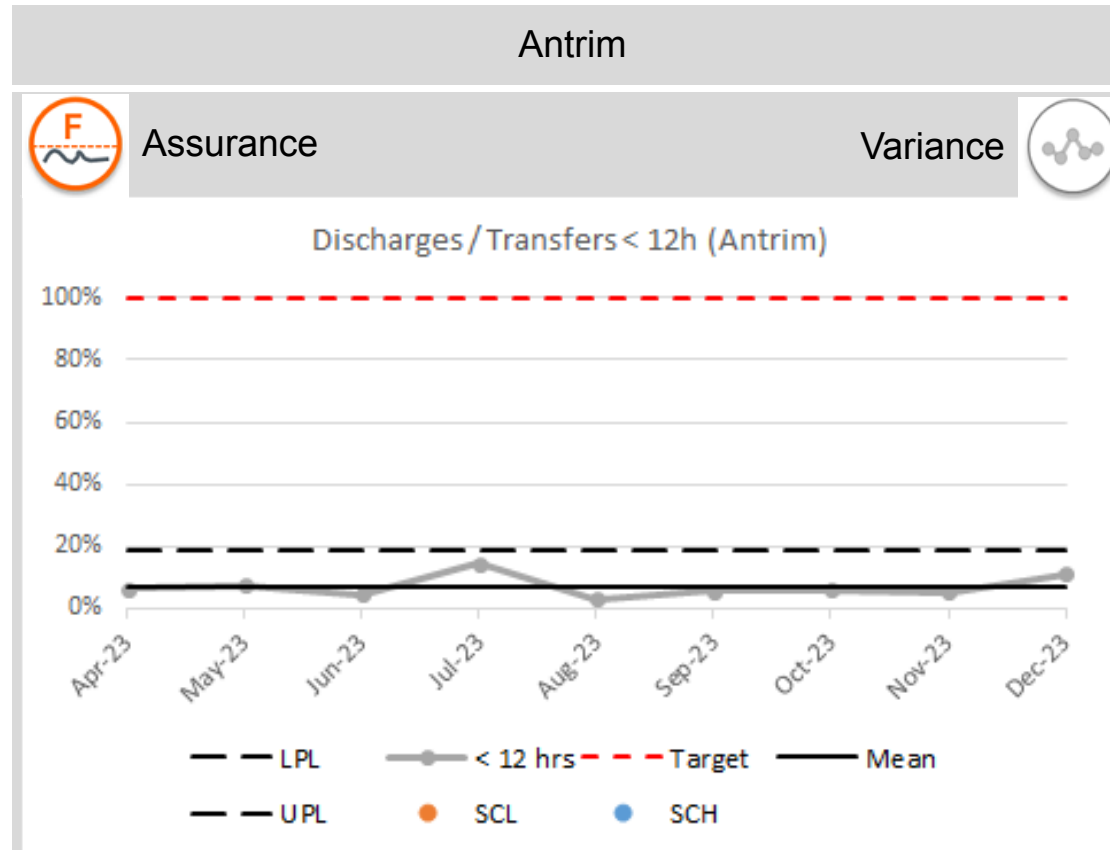 Antrim
F
Assurance
Variance
Discharges / Transfers < 12h (Antrim)
100%
80%
60%
40%
20%
0%
Apr-23
May-23
Jun-23
Jul-23
Aug-23
Sep-23
Oct-23
Nov-23
Dec-23
LPL
< 12 hrs
Target
Mean
UPL
SCL
SCH